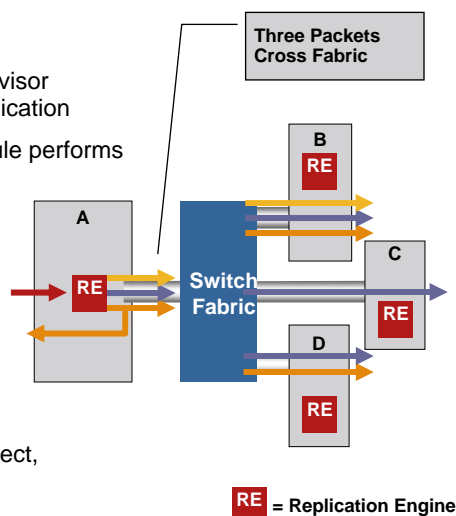 Three Packets
Cross Fabric
visor
ication
ule performs
B
RE
A
C
RE
Switch
Fabric
RE
D
RE
ect,
RE = Replication Engine